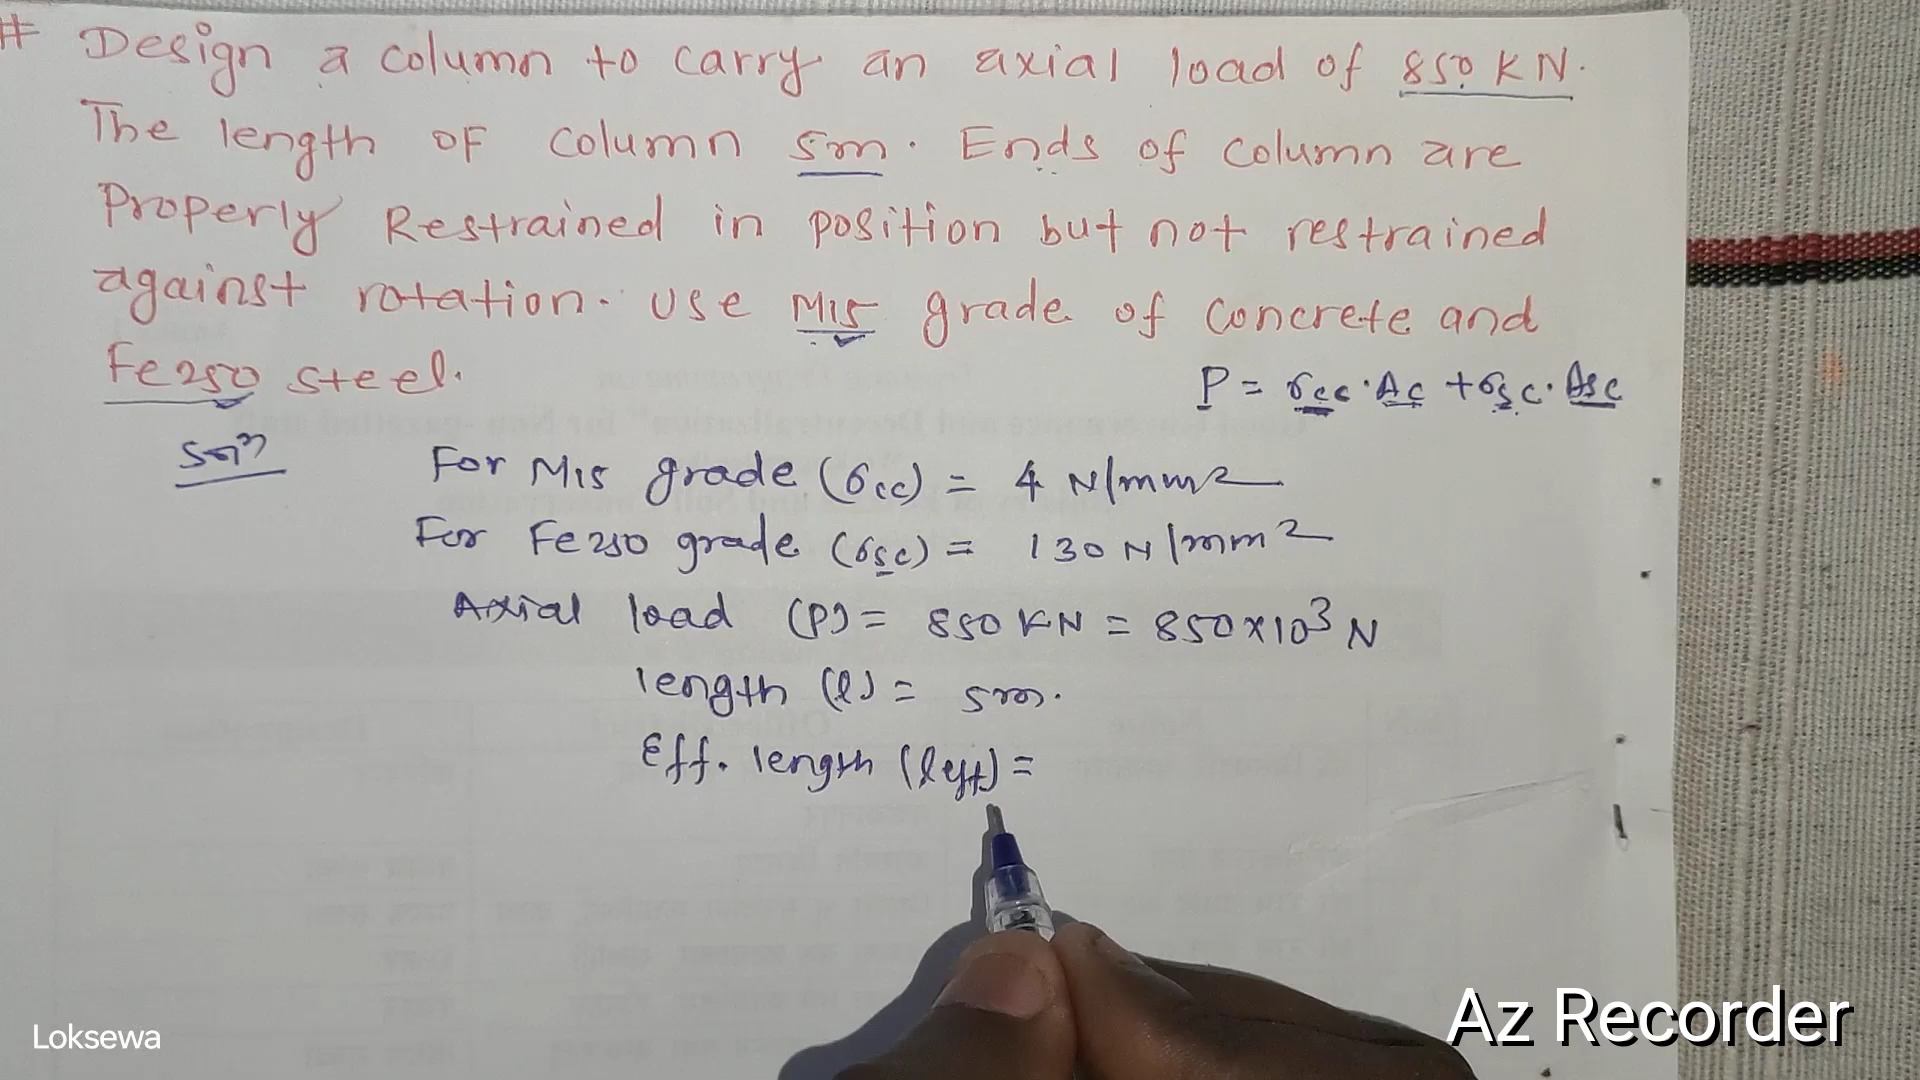 # Design a column to carry an axial load of 850 KN.
The length of column 5m. Ends of column are
Properly Restrained in position but not restrained
against rotation. Use M15 grade of concrete and
Fe250 steel.
P = σcc·Ac + σsc·Asc
Solⁿ
For M15 grade (σcc) = 4 N/mm2
For Fe250 grade (σsc) = 130 N/mm2
Axial load (P) = 850 KN = 850×10³ N
length (l) = 5m.
Eff. length (leff) =
Az Recorder
Loksewa